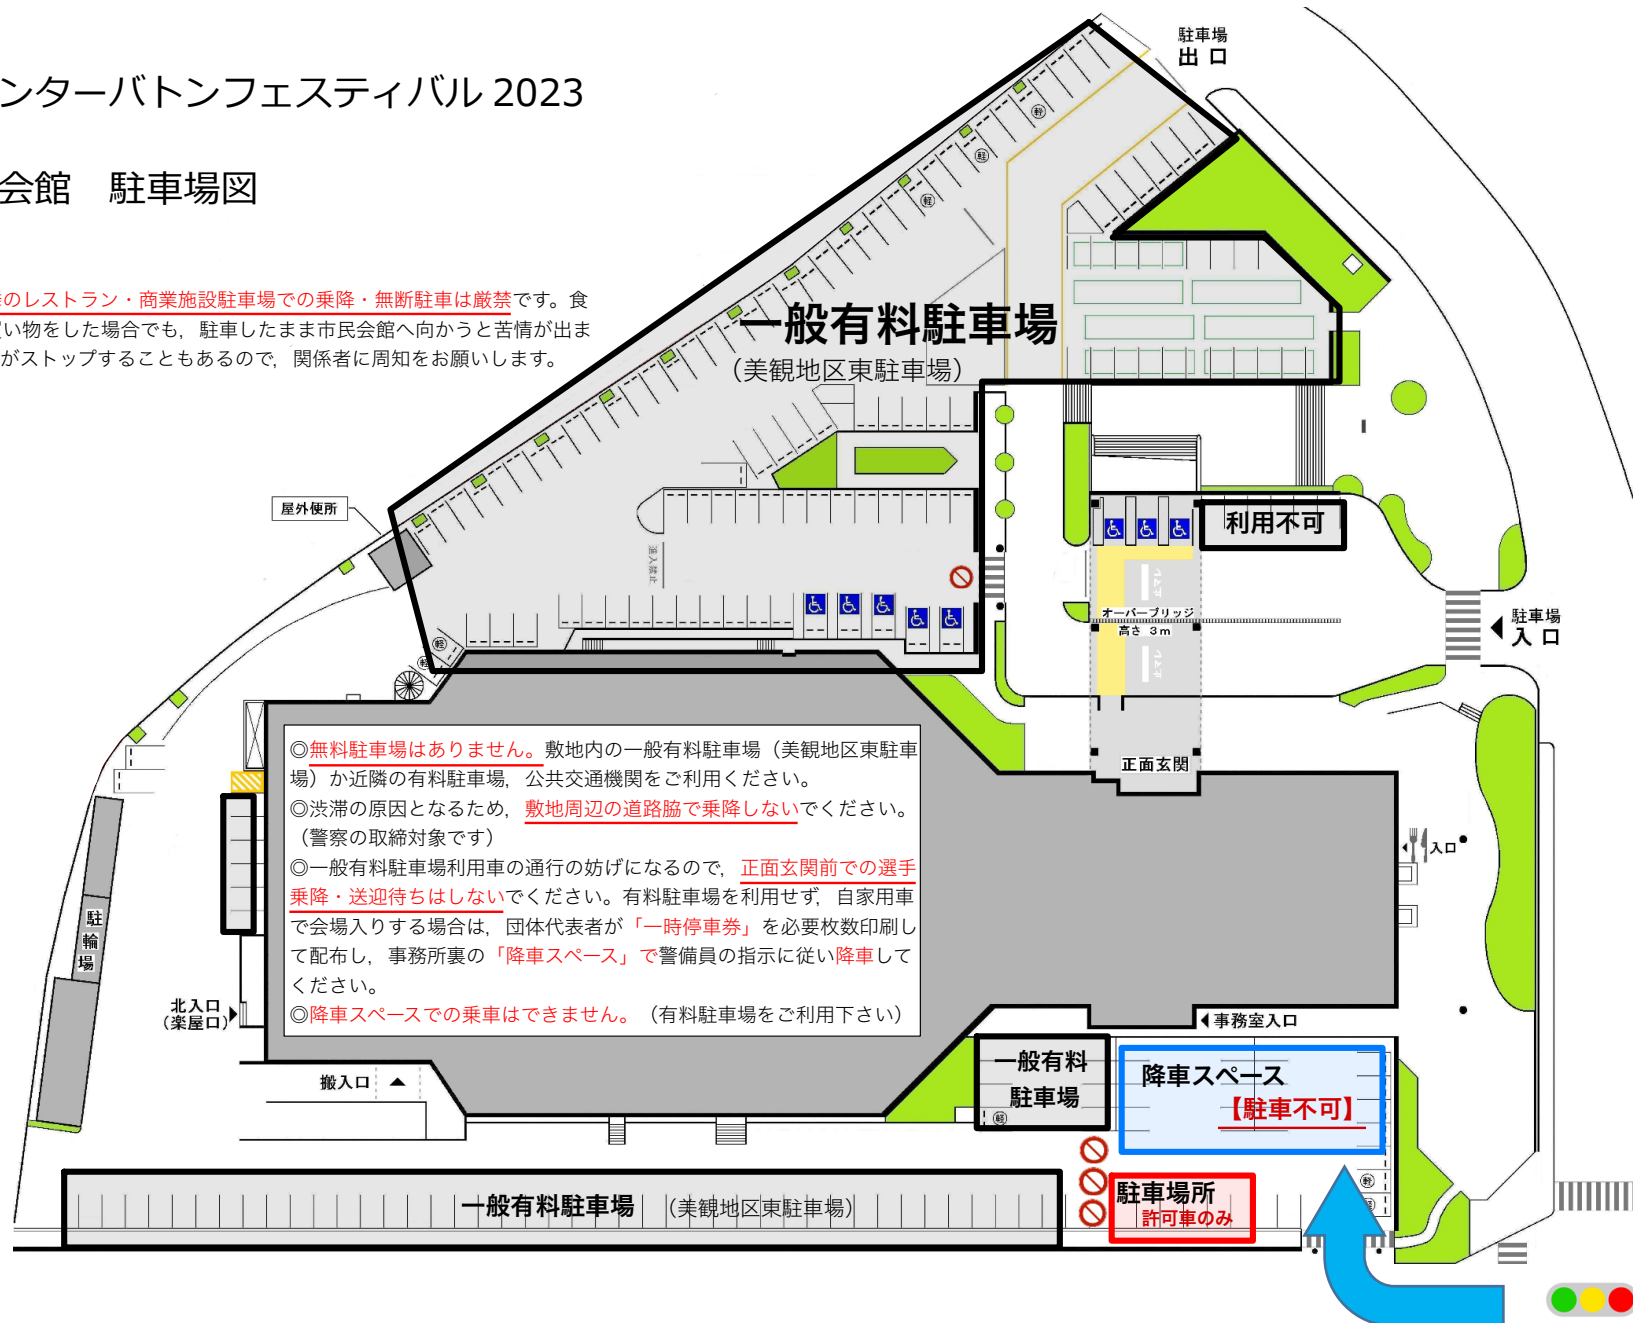 ンターバトンフェスティバル 2023
会館　駐車場図
のレストラン・商業施設駐車場での乗降・無断駐車は厳禁です。食
い物をした場合でも，駐車したまま市民会館へ向かうと苦情が出ま
がストップすることもあるので，関係者に周知をお願いします。
駐車場
出口
軽
軽
軽
一般有料駐車場
（美観地区東駐車場）
屋外便所
進入禁止
利用不可
オーバーブリッジ
高さ 3m
駐車場
入口
軽
軽
正面玄関
◎無料駐車場はありません。敷地内の一般有料駐車場（美観地区東駐車
場）か近隣の有料駐車場，公共交通機関をご利用ください。
◎渋滞の原因となるため，敷地周辺の道路脇で乗降しないでください。
（警察の取締対象です）
◎一般有料駐車場利用車の通行の妨げになるので，正面玄関前での選手
乗降・送迎待ちはしないでください。有料駐車場を利用せず，自家用車
で会場入りする場合は，団体代表者が「一時停車券」を必要枚数印刷し
て配布し，事務所裏の「降車スペース」で警備員の指示に従い降車して
ください。
◎降車スペースでの乗車はできません。（有料駐車場をご利用下さい）
入口
駐輪場
北入口
（楽屋口）
事務室入口
搬入口
一般有料
駐車場
軽
降車スペース
【駐車不可】
軽
軽
駐車場所
許可車のみ
一般有料駐車場　（美観地区東駐車場）